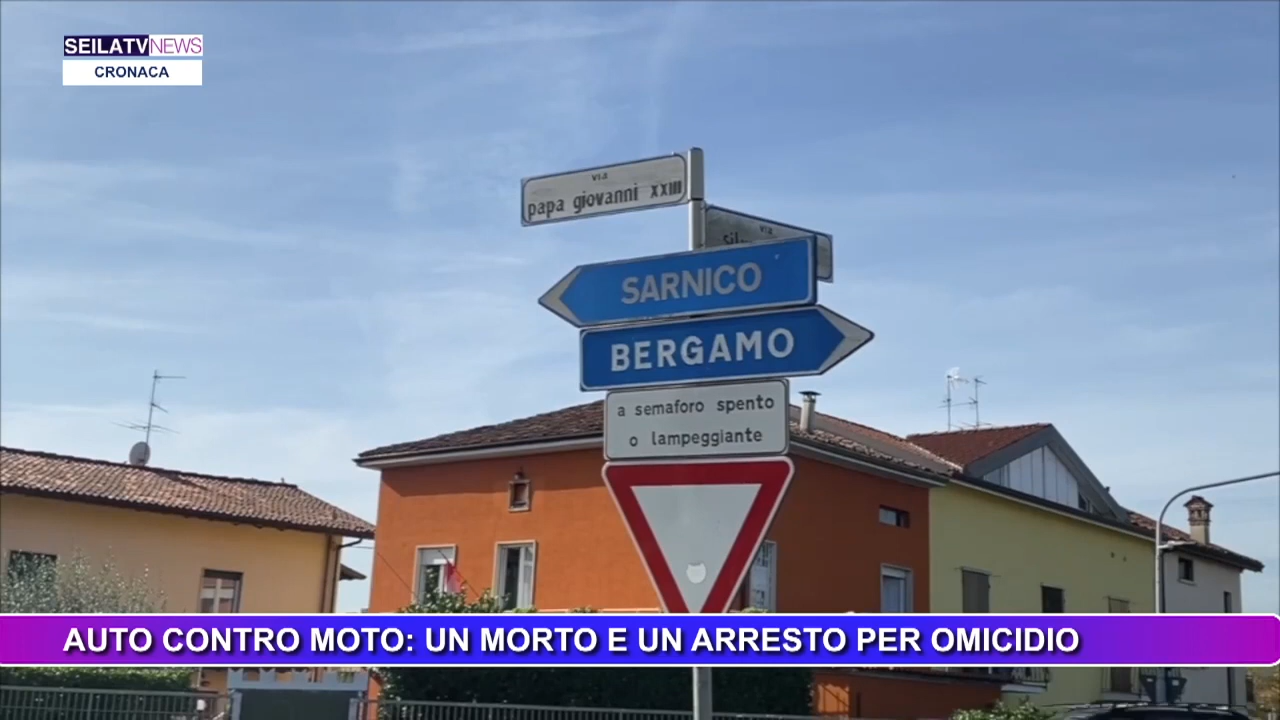 SEILATVNEWS
CRONACA
VIA
papa giovanni XXIII
VIA
SARNICO
BERGAMO
a semaforo spento
o lampeggiante
AUTO CONTRO MOTO: UN MORTO E UN ARRESTO PER OMICIDIO